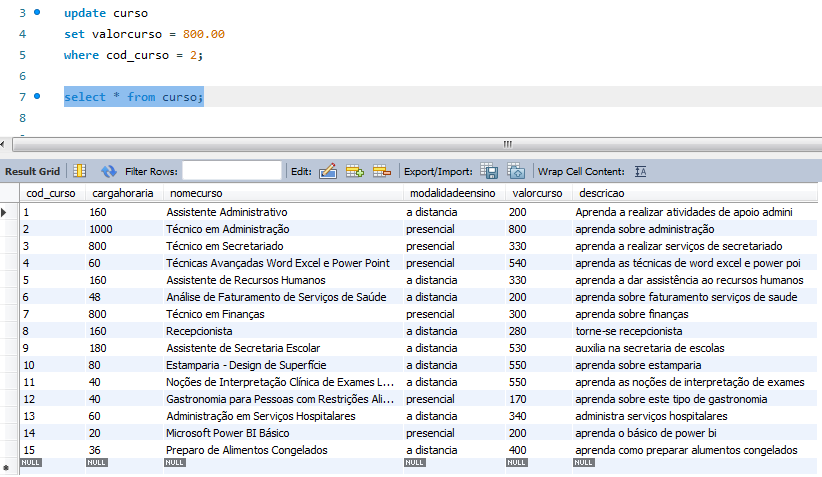 3 update curso
4 set valorcurso = 800.00
5 where cod_curso = 2;
6
7 select * from curso;
8
Result Grid Filter Rows: Edit: Export/Import: Wrap Cell Content: IA
cod_curso cargahoraria nomecurso modalidadeensino valorcurso descricao
1 160 Assistente Administrativo a distancia 200 Aprenda a realizar atividades de apoio admini
2 1000 Técnico em Administração presencial 800 aprenda sobre administração
3 800 Técnico em Secretariado presencial 330 aprenda a realizar serviços de secretariado
4 60 Técnicas Avançadas Word Excel e Power Point presencial 540 aprenda as técnicas de word excel e power poi
5 160 Assistente de Recursos Humanos a distancia 330 aprenda a dar assistência ao recursos humanos
6 48 Análise de Faturamento de Serviços de Saúde a distancia 200 aprenda sobre faturamento serviços de saude
7 800 Técnico em Finanças presencial 300 aprenda sobre finanças
8 160 Recepcionista a distancia 280 torne-se recepcionista
9 180 Assistente de Secretaria Escolar a distancia 530 auxilia na secretaria de escolas
10 80 Estamparia - Design de Superfície a distancia 550 aprenda sobre estamparia
11 40 Noções de Interpretação Clínica de Exames L... a distancia 550 aprenda as noções de interpretação de exames
12 40 Gastronomia para Pessoas com Restrições Ali... presencial 170 aprenda sobre este tipo de gastronomia
13 60 Administração em Serviços Hospitalares a distancia 340 administra serviços hospitalares
14 20 Microsoft Power BI Básico presencial 200 aprenda o básico de power bi
15 36 Preparo de Alimentos Congelados a distancia 400 aprenda como preparar alumentos congelados
NULL NULL NULL NULL NULL NULL